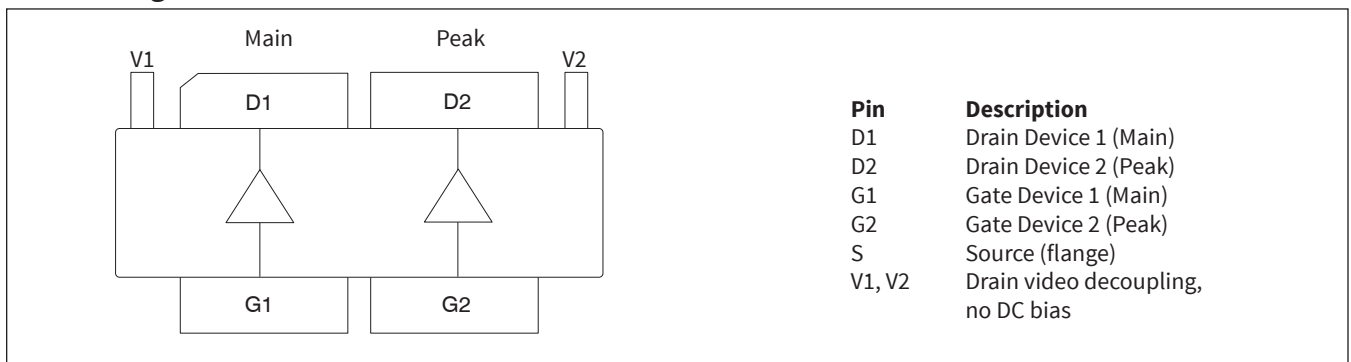 Main Peak
V1 V2
D1 D2
G1 G2
Pin Description
D1 Drain Device 1 (Main)
D2 Drain Device 2 (Peak)
G1 Gate Device 1 (Main)
G2 Gate Device 2 (Peak)
S Source (flange)
V1, V2 Drain video decoupling,
no DC bias